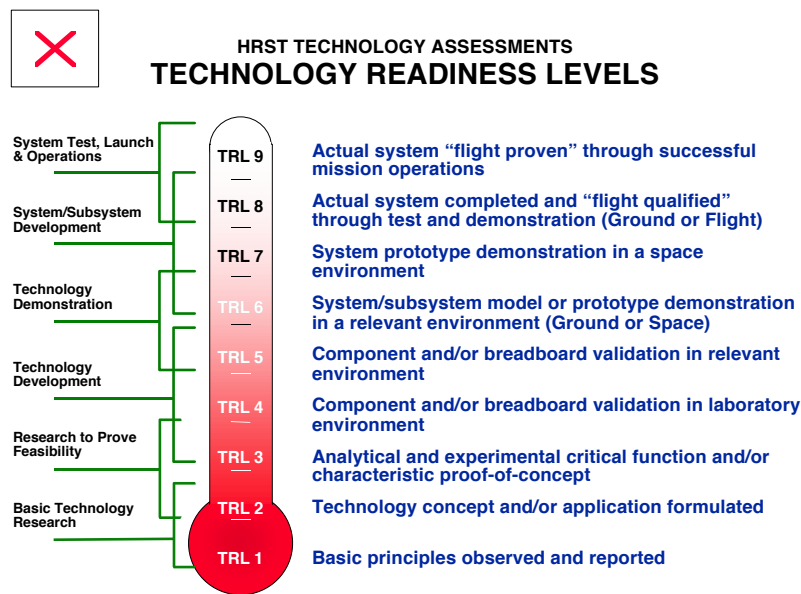 HRST TECHNOLOGY ASSESSMENTS
TECHNOLOGY READINESS LEVELS
System Test, Launch
& Operations
System/Subsystem
Development
Technology
Demonstration
Technology
Development
Research to Prove
Feasibility
Basic Technology
Research
TRL 9
Actual system “flight proven” through successful
mission operations
TRL 8
Actual system completed and “flight qualified”
through test and demonstration (Ground or Flight)
TRL 7
System prototype demonstration in a space
environment
TRL 6
System/subsystem model or prototype demonstration
in a relevant environment (Ground or Space)
TRL 5
Component and/or breadboard validation in relevant
environment
TRL 4
Component and/or breadboard validation in laboratory
environment
TRL 3
Analytical and experimental critical function and/or
characteristic proof-of-concept
TRL 2
Technology concept and/or application formulated
TRL 1
Basic principles observed and reported